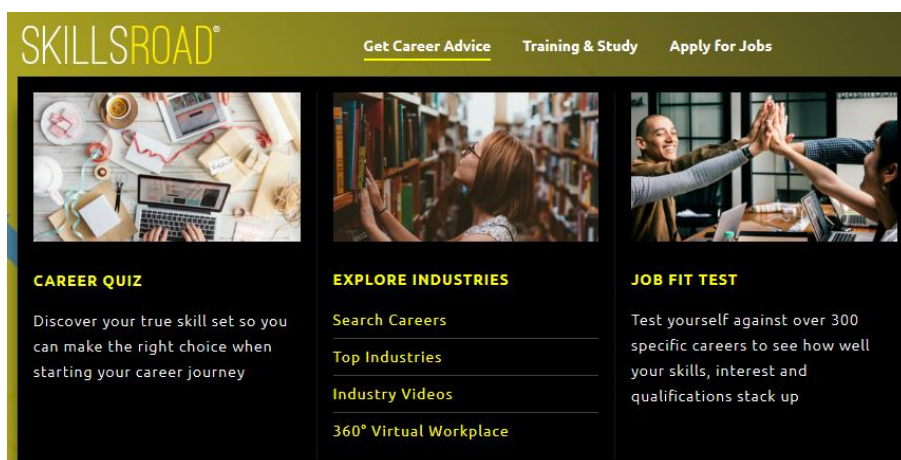 SKILLSROAD®
Get Career Advice
Training & Study
Apply for Jobs
CAREER QUIZ
Discover your true skill set so you
can make the right choice when
starting your career journey
EXPLORE INDUSTRIES
Search Careers
Top Industries
Industry Videos
360° Virtual Workplace
JOB FIT TEST
Test yourself against over 300
specific careers to see how well
your skills, interest and
qualifications stack up